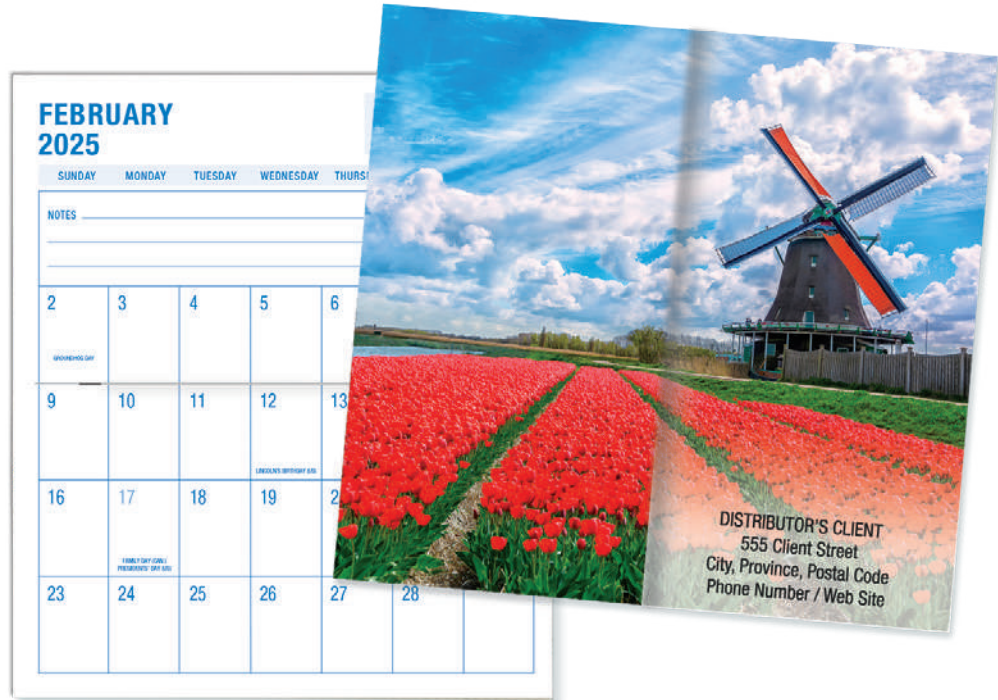 FEBRUARY
2025
SUNDAY MONDAY TUESDAY WEDNESDAY
NOTES
2 3 4 5 6
GROUNDHOG DAY
9 10 11 12 13
LINCOLN'S BIRTHDAY (US)
16 17 18 19
FAMILY DAY (CAN.)
PRESIDENTS' DAY (US)
23 24 25 26 27 28
DISTRIBUTOR'S CLIENT
555 Client Street
City, Province, Postal Code
Phone Number / Web Site